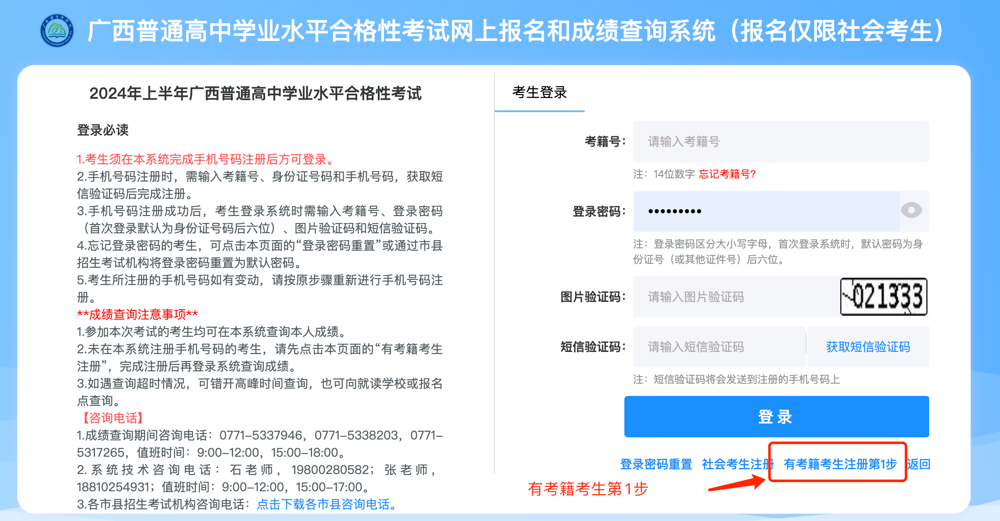 广西普通高中学业水平合格性考试网上报名和成绩查询系统（报名仅限社会考生）
2024年上半年广西普通高中学业水平合格性考试
登录必读
1.考生须在本系统完成手机号码注册后方可登录。
2.手机号码注册时，需输入考籍号、身份证号码和手机号码，获取短
信验证码后完成注册。
3.手机号码注册成功后，考生登录系统时需输入考籍号、登录密码
（首次登录默认为身份证号码后六位）、图片验证码和短信验证码。
4.忘记登录密码的考生，可点击本页面的“登录密码重置”或通过市县
招生考试机构将登录密码重置为默认密码。
5.考生所注册的手机号码如有变动，请按原步骤重新进行手机号码注
册。
**成绩查询注意事项**
1.参加本次考试的考生均可在本系统查询本人成绩。
2.未在本系统注册手机号码的考生，请先点击本页面的“有考籍考生
注册”，完成注册后再登录系统查询成绩。
3.如遇查询超时情况，可错开高峰时间查询，也可向就读学校或报名
点查询。
【咨询电话】
1.成绩查询期间咨询电话：0771-5337946，0771-5338203，0771-
5317265，值班时间：9:00-12:00，15:00-18:00。
2.系统技术咨询电话：石老师，19800280582；张老师，
18810254931；值班时间：9:00-12:00，15:00-17:00。
3.各市县招生考试机构咨询电话：点击下载各市县咨询电话。
考生登录
考籍号： 请输入考籍号
注：14位数字 忘记考籍号?
登录密码： •••••••••
注：登录密码区分大小写字母，首次登录系统时，默认密码为身
份证号（或其他证件号）后六位。
图片验证码： 请输入图片验证码 021333
短信验证码： 请输入短信验证码 获取短信验证码
注：短信验证码将会发送到注册的手机号码上
登 录
登录密码重置 社会考生注册 有考籍考生注册第1步 返回
有考籍考生第1步